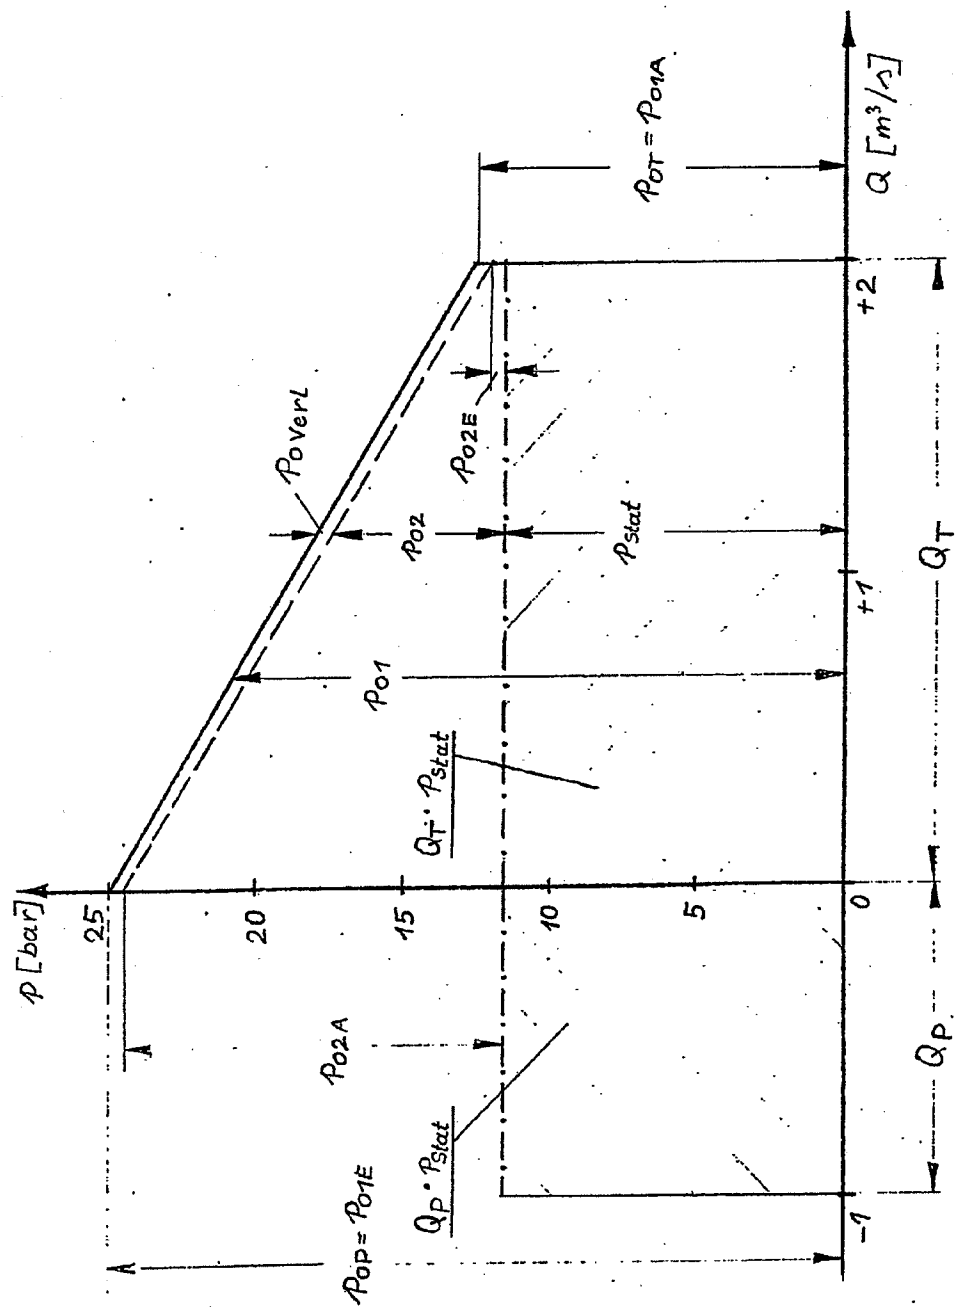 p [bar]
25
20
15
10
5
0
-1
+1
+2
Q [m³/s]
P0P = P01E
P02A
QP · Pstat
QT · Pstat
P01
P0Verl
P02
Pstat
P02E
P0T = P01A
QP
QT